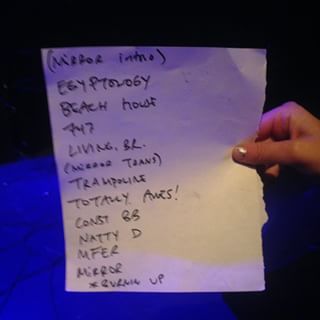 (MIRROR INTRO)
EGYPTOLOGY
BEACH HOUSE
747
LIVING. BR.
(MIRROR TRANS)
TRAMPOLINE
TOTALLY AWES!
CONST BB
NATTY D
MFER
MIRROR
*BURNIN UP